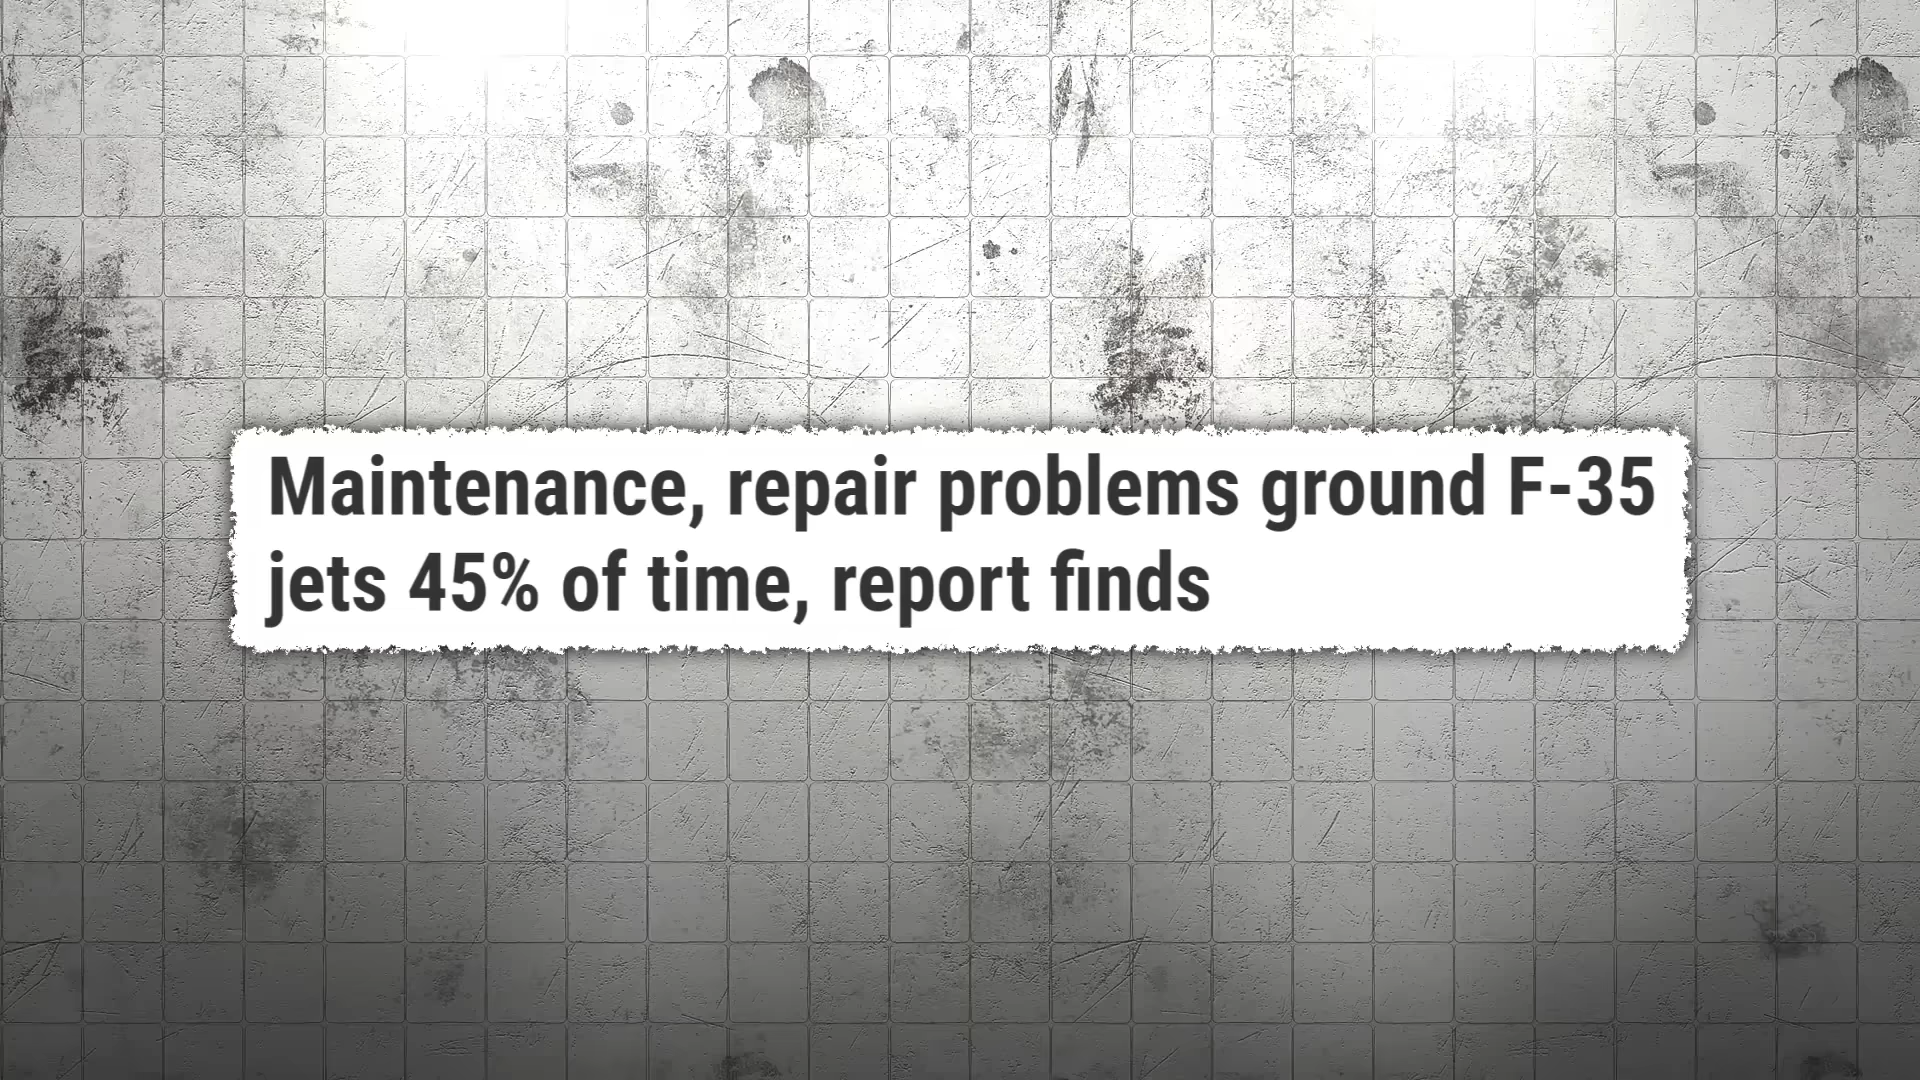 Maintenance, repair problems ground F-35
jets 45% of time, report finds